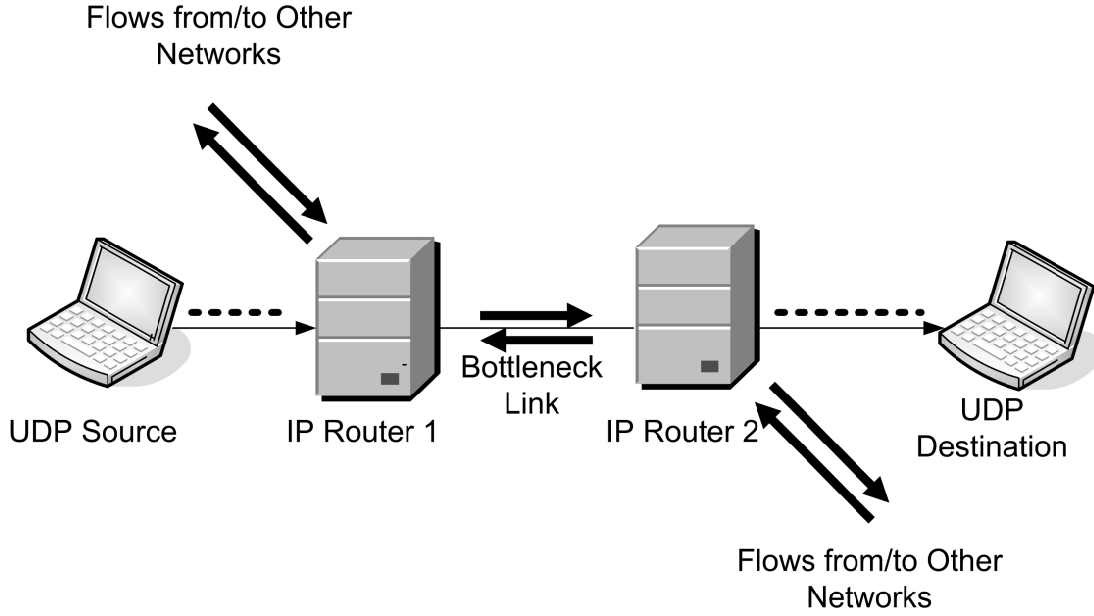 Flows from/to Other
Networks
Bottleneck
Link
UDP Source
IP Router 1
IP Router 2
UDP
Destination
Flows from/to Other
Networks